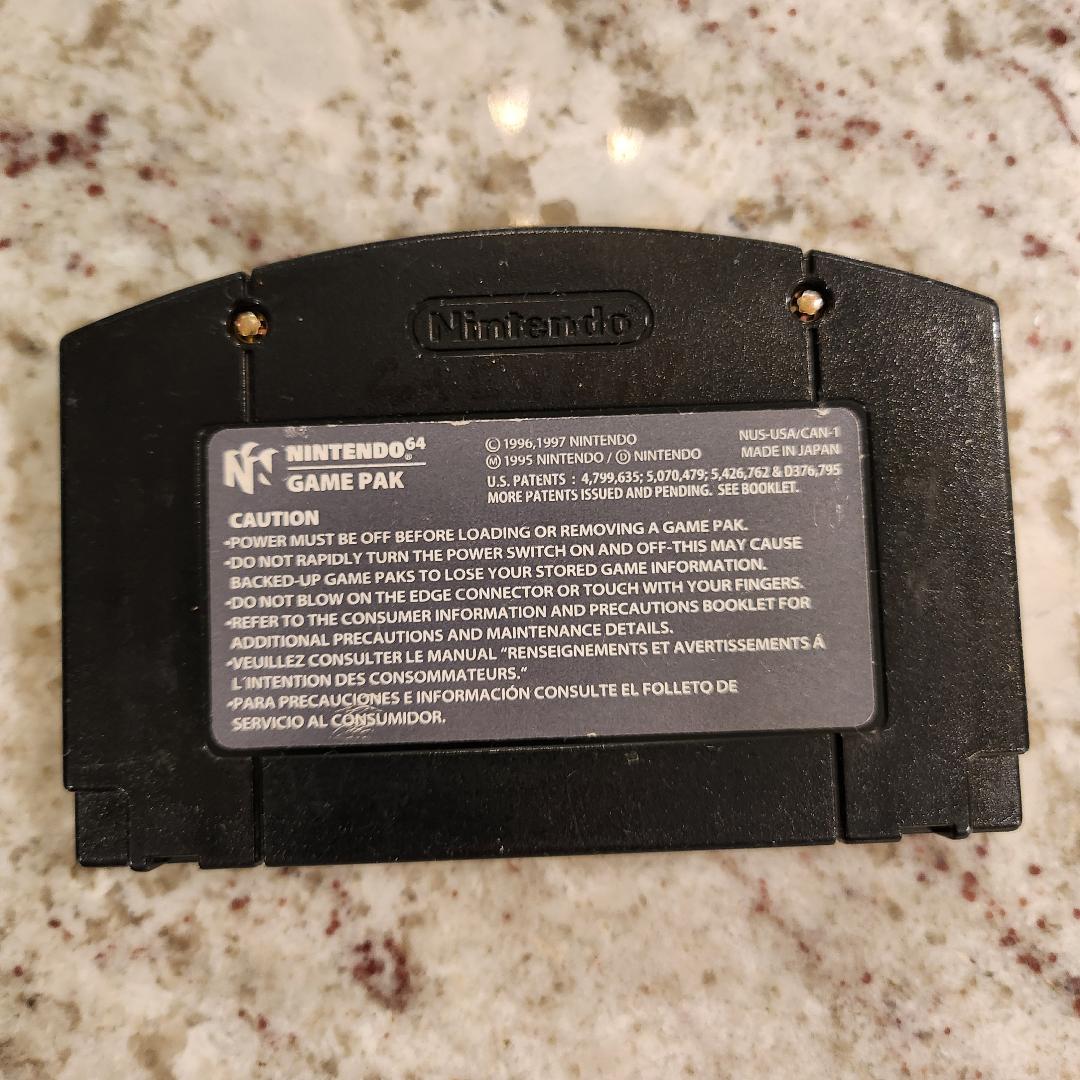 Nintendo®
NINTENDO⁶⁴®
GAME PAK
© 1996,1997 NINTENDO
Ⓜ 1995 NINTENDO / Ⓓ NINTENDO
U.S. PATENTS : 4,799,635; 5,070,479; 5,426,762 & D376,795
MORE PATENTS ISSUED AND PENDING. SEE BOOKLET.
NUS-USA/CAN-1
MADE IN JAPAN
CAUTION
•POWER MUST BE OFF BEFORE LOADING OR REMOVING A GAME PAK.
•DO NOT RAPIDLY TURN THE POWER SWITCH ON AND OFF-THIS MAY CAUSE
BACKED-UP GAME PAKS TO LOSE YOUR STORED GAME INFORMATION.
•DO NOT BLOW ON THE EDGE CONNECTOR OR TOUCH WITH YOUR FINGERS.
•REFER TO THE CONSUMER INFORMATION AND PRECAUTIONS BOOKLET FOR
ADDITIONAL PRECAUTIONS AND MAINTENANCE DETAILS.
•VEUILLEZ CONSULTER LE MANUAL "RENSEIGNEMENTS ET AVERTISSEMENTS Á
L'INTENTION DES CONSOMMATEURS."
•PARA PRECAUCIONES E INFORMACIÓN CONSULTE EL FOLLETO DE
SERVICIO AL CONSUMIDOR.